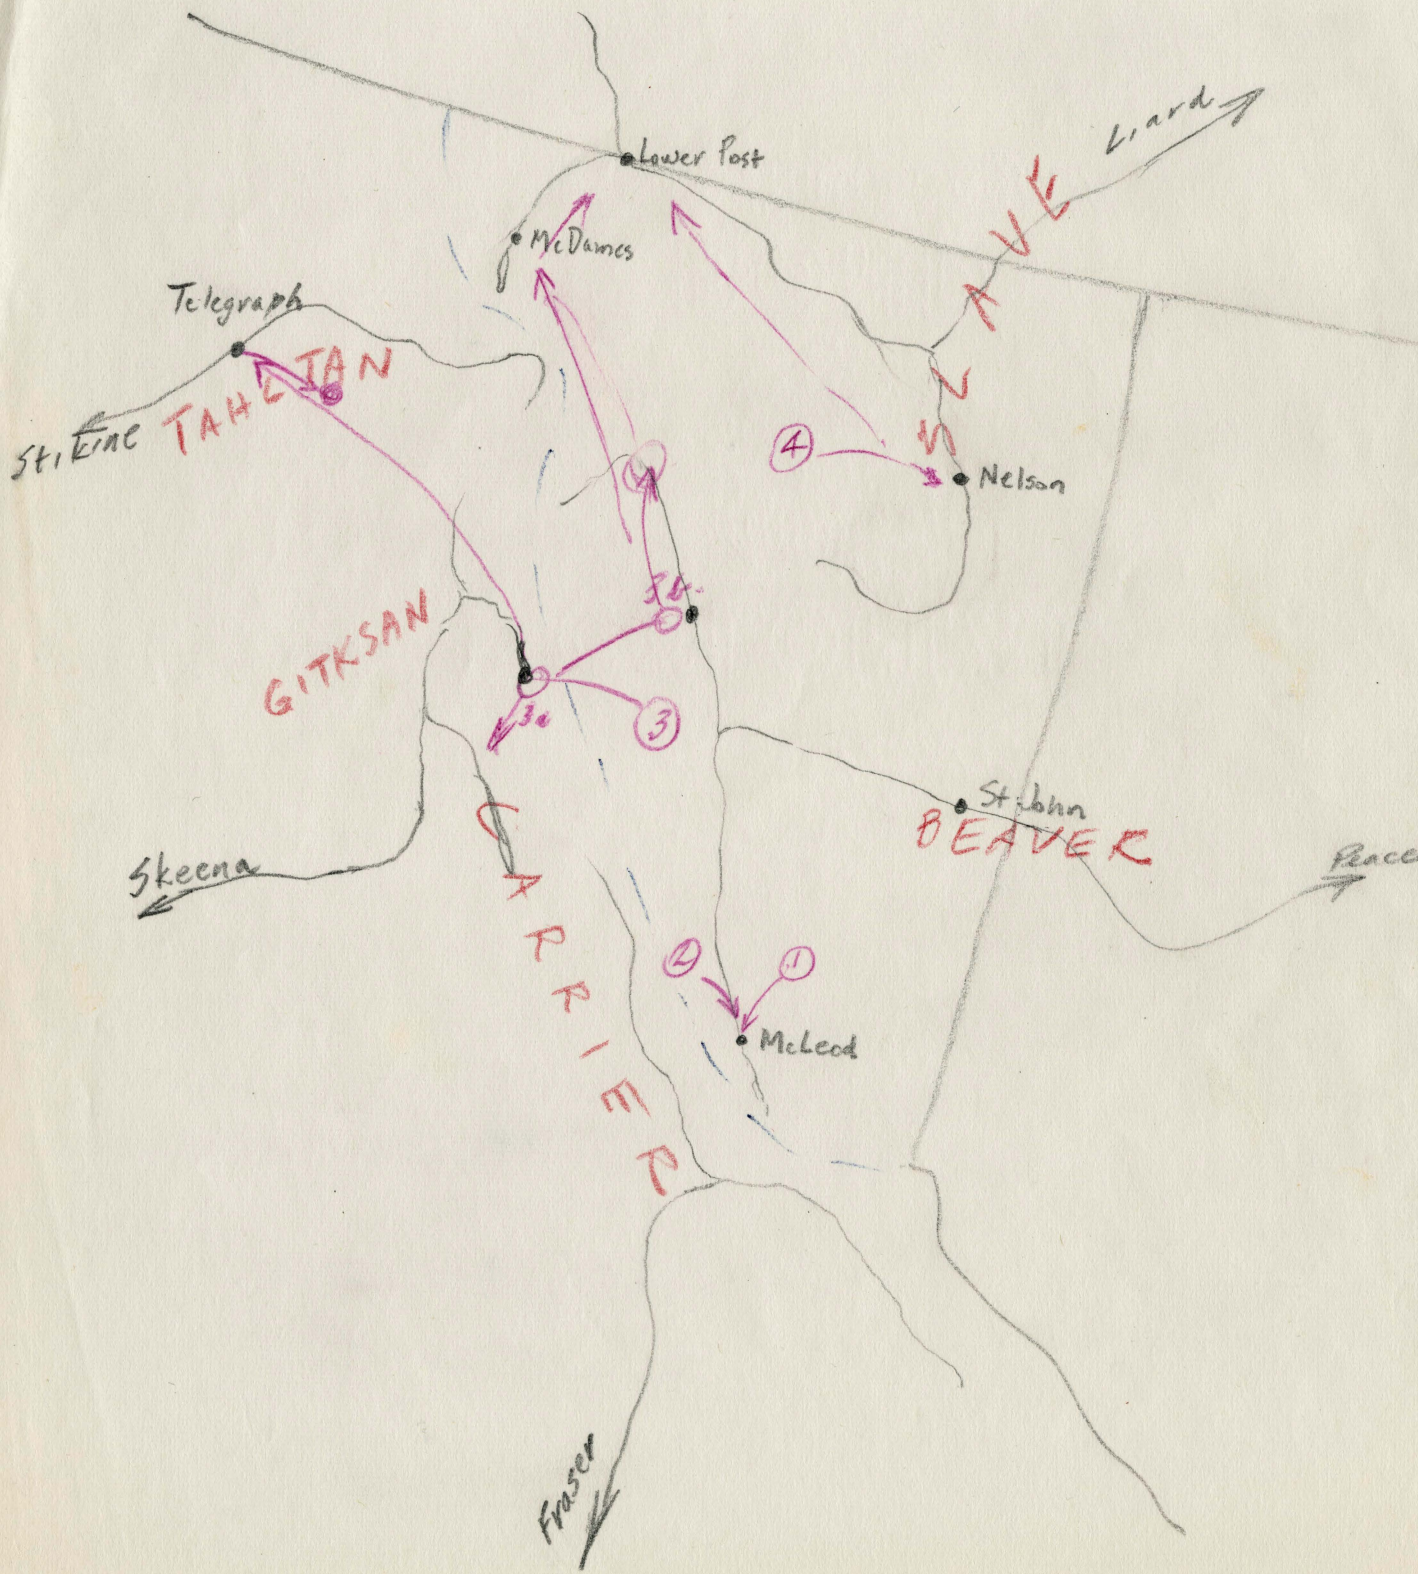 Liard
Lower Post
SLAVE
McDames
Telegraph
TAHLTAN
Stikine
4
Nelson
3b.
GITKSAN
3a
3
St. John
BEAVER
Peace
Skeena
CARRIER
2
1
McLeod
Fraser